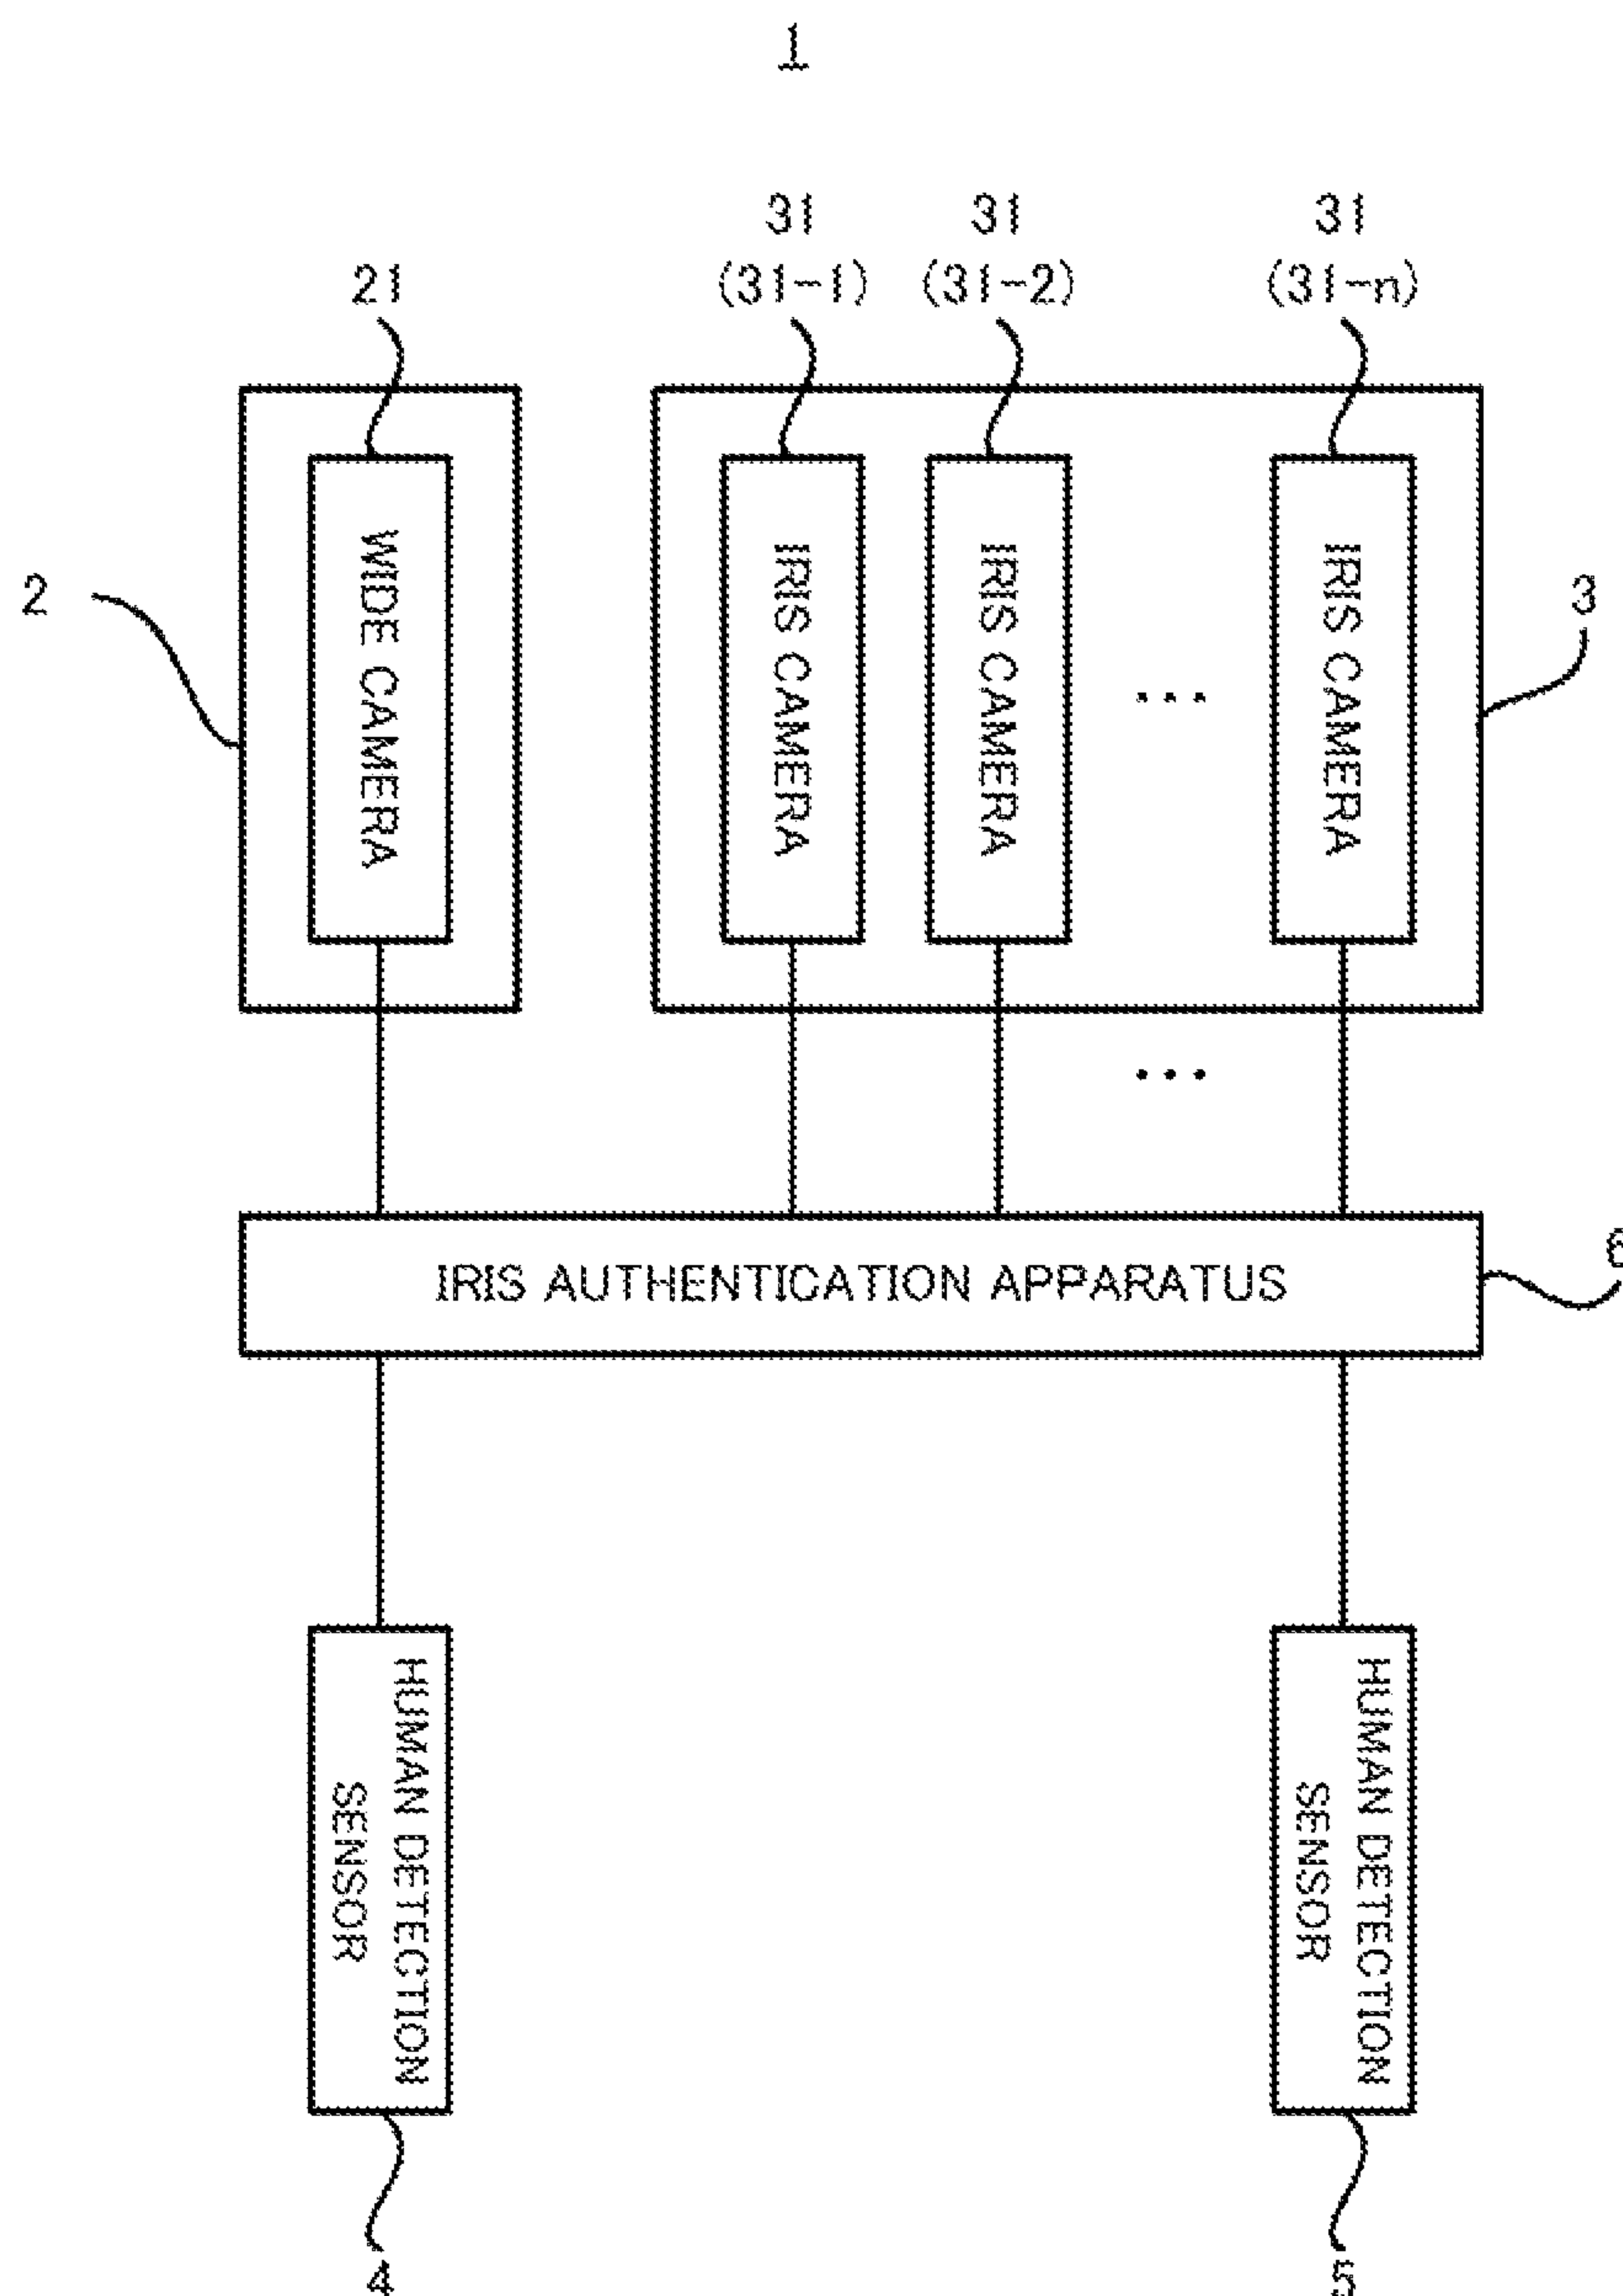 1
31
31
31
21
(31-1)
(31-2)
(31-n)
WIDE CAMERA
IRIS CAMERA
IRIS CAMERA
...
IRIS CAMERA
2
3
...
IRIS AUTHENTICATION APPARATUS
6
HUMAN DETECTION
SENSOR
HUMAN DETECTION
SENSOR
4
5